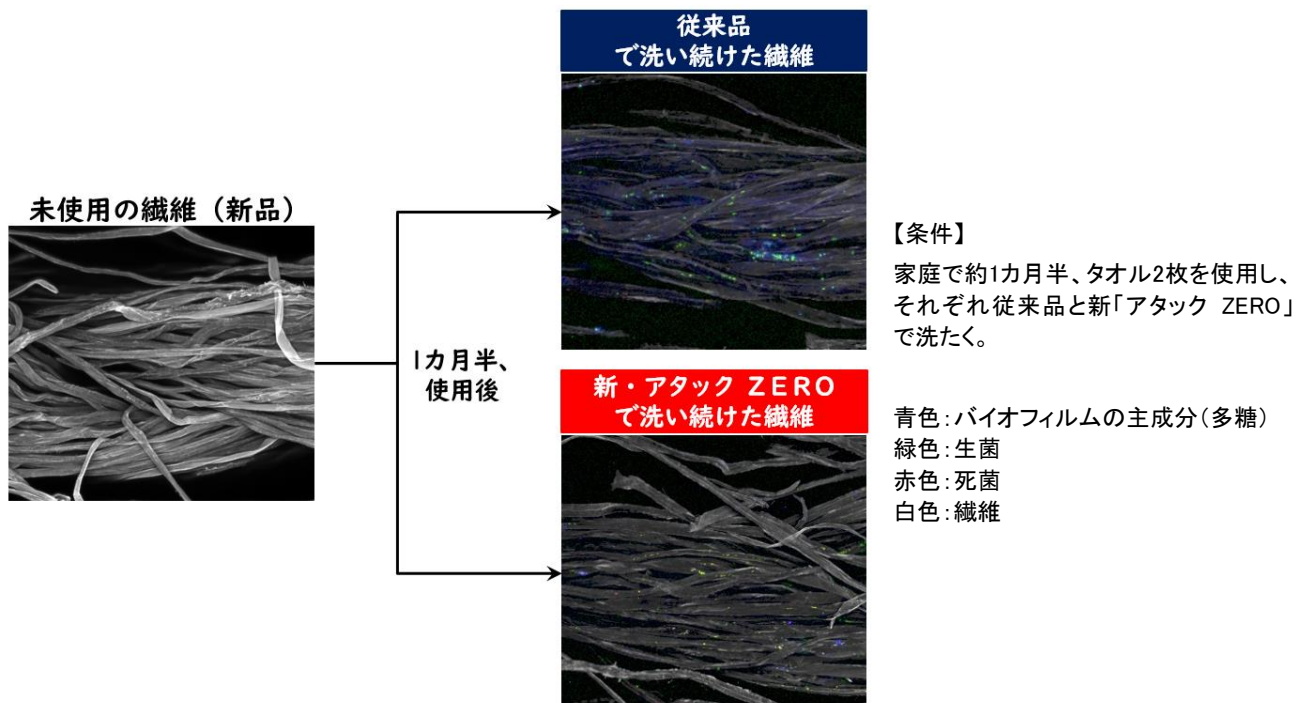 従来品
で洗い続けた繊維
未使用の繊維（新品）
1カ月半、
使用後
新・アタック ZERO
で洗い続けた繊維
【条件】
家庭で約1カ月半、タオル2枚を使用し、
それぞれ従来品と新「アタック ZERO」
で洗たく。
青色：バイオフィルムの主成分（多糖）
緑色：生菌
赤色：死菌
白色：繊維